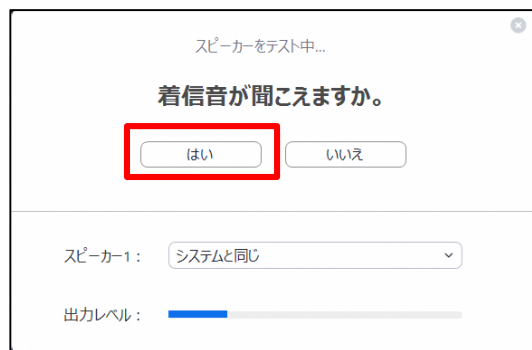 スピーカーをテスト中...
着信音が聞こえますか。
はい いいえ
スピーカー1： システムと同じ
出力レベル：